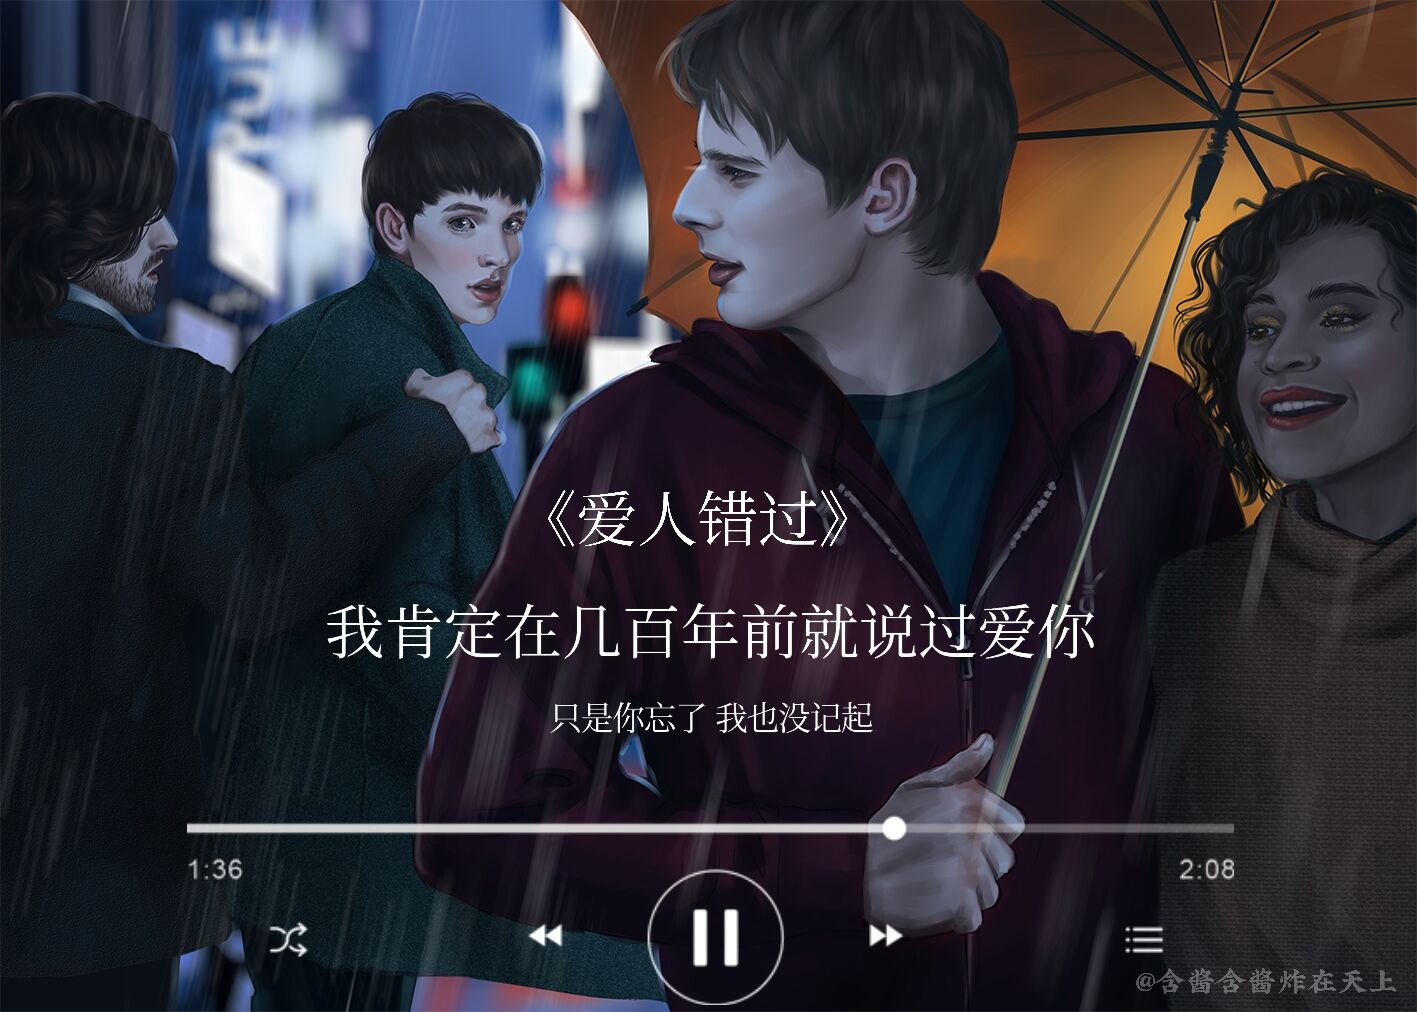 《爱人错过》
我肯定在几百年前就说过爱你
只是你忘了 我也没记起
1:36
2:08
@含酱含酱炸在天上